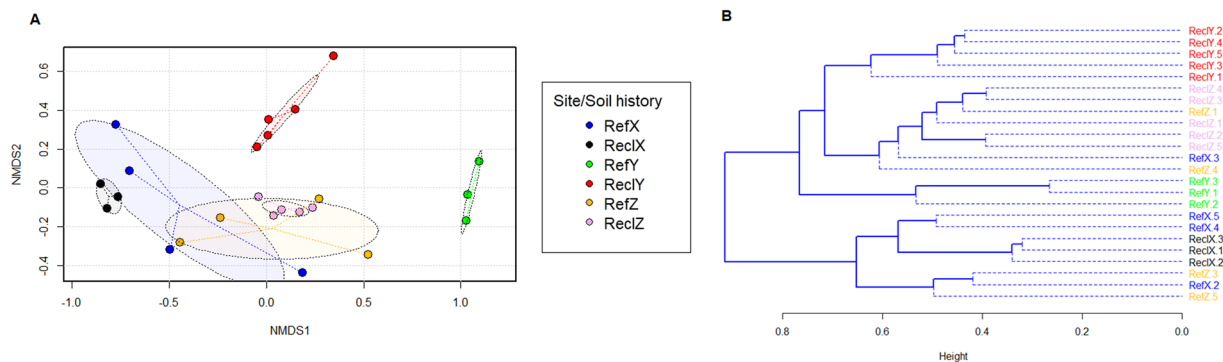 A
NMDS2
0.6
0.4
0.2
0.0
-0.2
-0.4
-1.0
-0.5
0.0
0.5
1.0
NMDS1
Site/Soil history
RefX
ReclX
RefY
ReclY
RefZ
ReclZ
B
ReclY.2
ReclY.4
ReclY.5
ReclY.3
ReclY.1
ReclZ.4
ReclZ.3
RefZ.1
ReclZ.1
ReclZ.2
ReclZ.5
RefX.3
RefZ.4
RefY.3
RefY.1
RefY.2
RefX.5
RefX.4
ReclX.3
ReclX.1
ReclX.2
RefZ.3
RefX.2
RefZ.5
0.8
0.6
0.4
0.2
0.0
Height